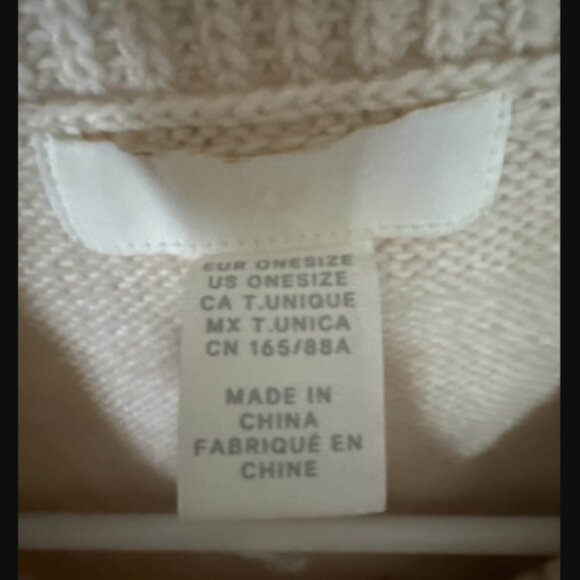 EUR ONESIZE
US ONESIZE
CA T.UNIQUE
MX T.UNICA
CN 165/88A
MADE IN
CHINA
FABRIQUÉ EN
CHINE